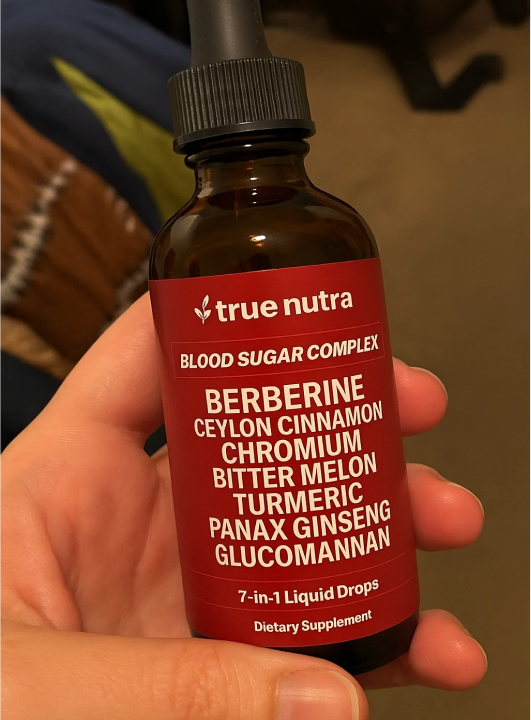 true nutra
BLOOD SUGAR COMPLEX
BERBERINE
CEYLON CINNAMON
CHROMIUM
BITTER MELON
TURMERIC
PANAX GINSENG
GLUCOMANNAN
7-in-1 Liquid Drops
Dietary Supplement